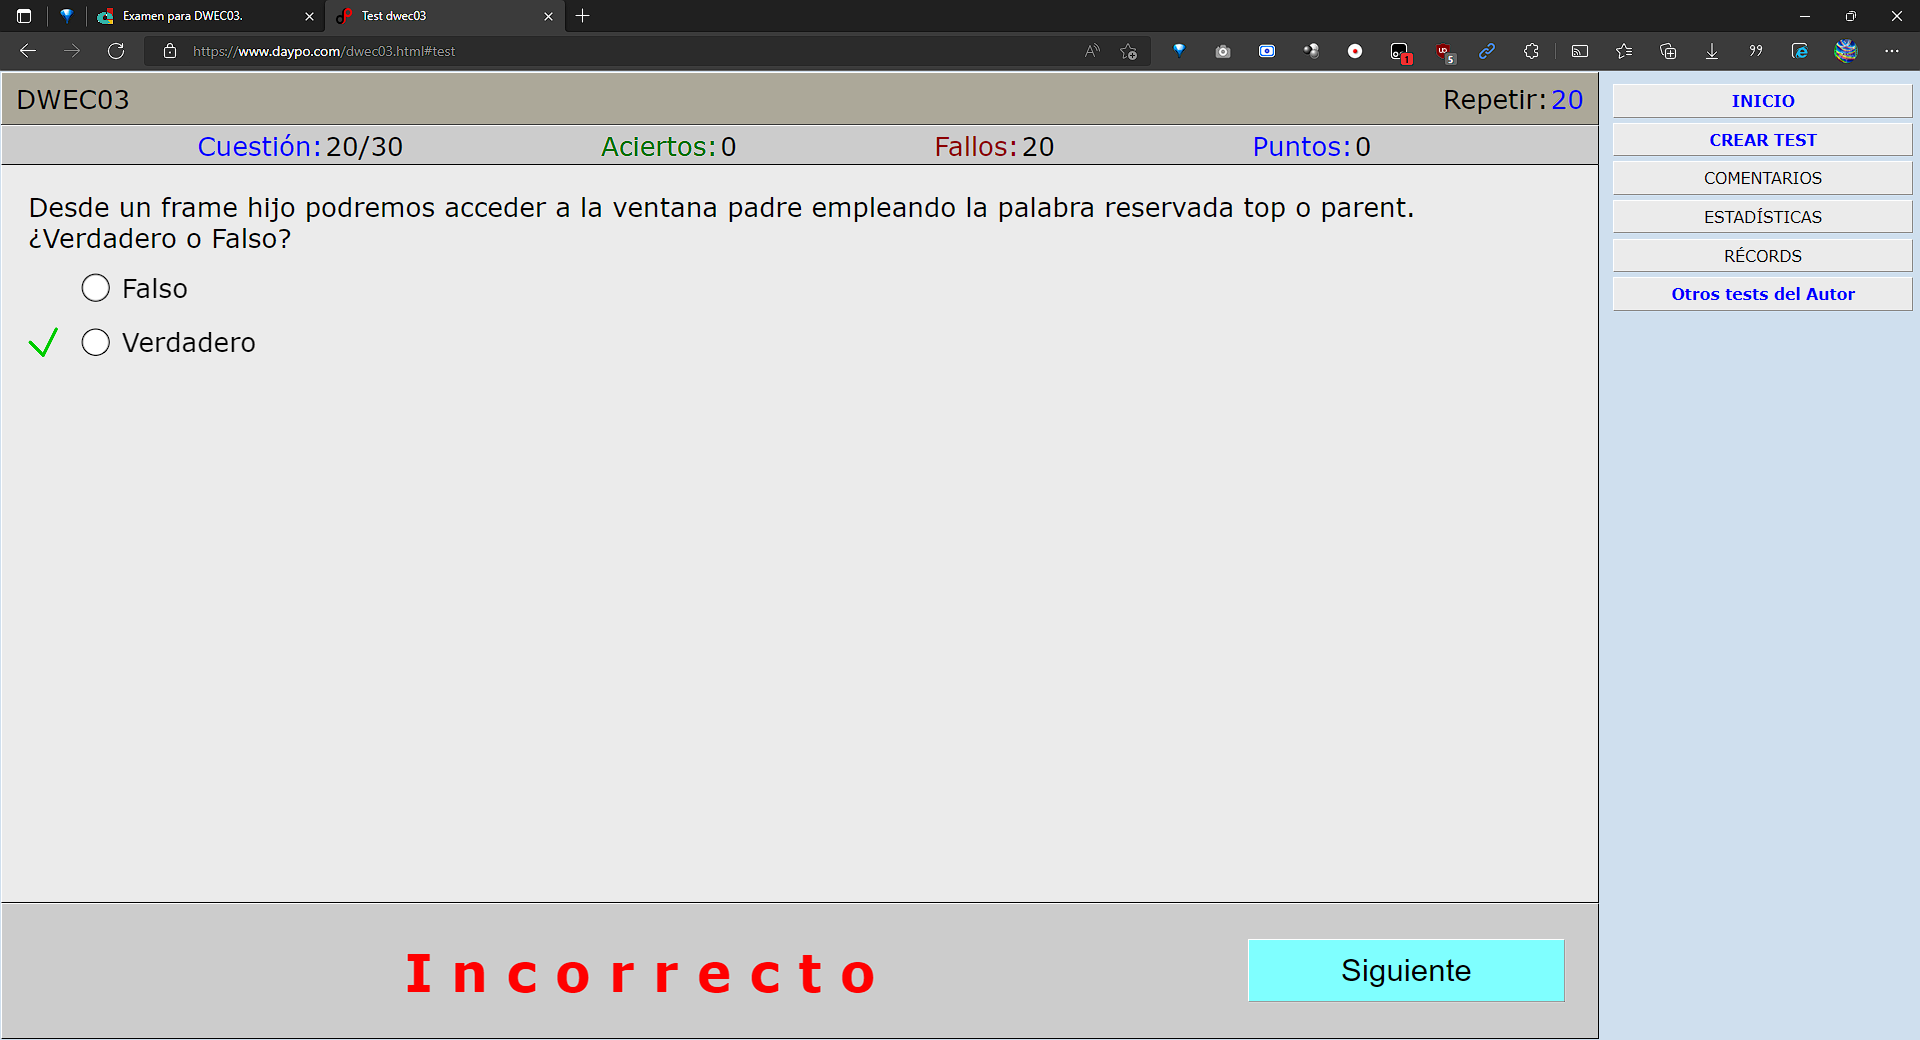 Examen para DWEC03.
Test dwec03
https://www.daypo.com/dwec03.html#test
1
5
DWEC03
Repetir: 20
Cuestión: 20/30
Aciertos: 0
Fallos: 20
Puntos: 0
Desde un frame hijo podremos acceder a la ventana padre empleando la palabra reservada top o parent.
¿Verdadero o Falso?
Falso
Verdadero
Incorrecto
Siguiente
INICIO
CREAR TEST
COMENTARIOS
ESTADÍSTICAS
RÉCORDS
Otros tests del Autor